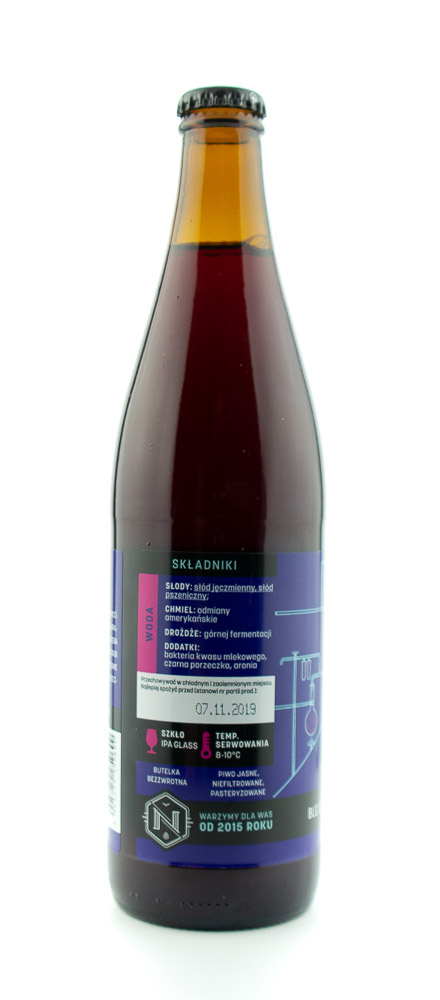 SKŁADNIKI
WODA
SŁODY: słód jęczmienny, słód
pszeniczny;
CHMIEL: odmiany
amerykańskie
DROŻDŻE: górnej fermentacji
DODATKI:
bakteria kwasu mlekowego,
czarna porzeczka, aronia
Przechowywać w chłodnym i zaciemnionym miejscu.
Najlepiej spożyć przed (stanowi nr partii prod.):
07.11.2019
SZKŁO
IPA GLASS
TEMP.
SERWOWANIA
8-10°C
BUTELKA
BEZZWROTNA
PIWO JASNE,
NIEFILTROWANE,
PASTERYZOWANE
N
WARZYMY DLA WAS
OD 2015 ROKU